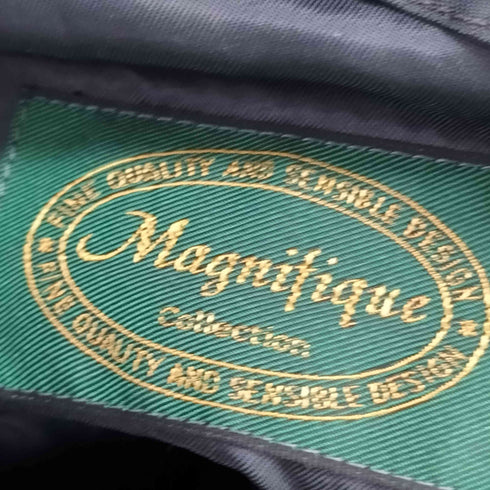 FINE QUALITY AND SENSIBLE DESIGN
Magnifique
Collection
FINE QUALITY AND SENSIBLE DESIGN